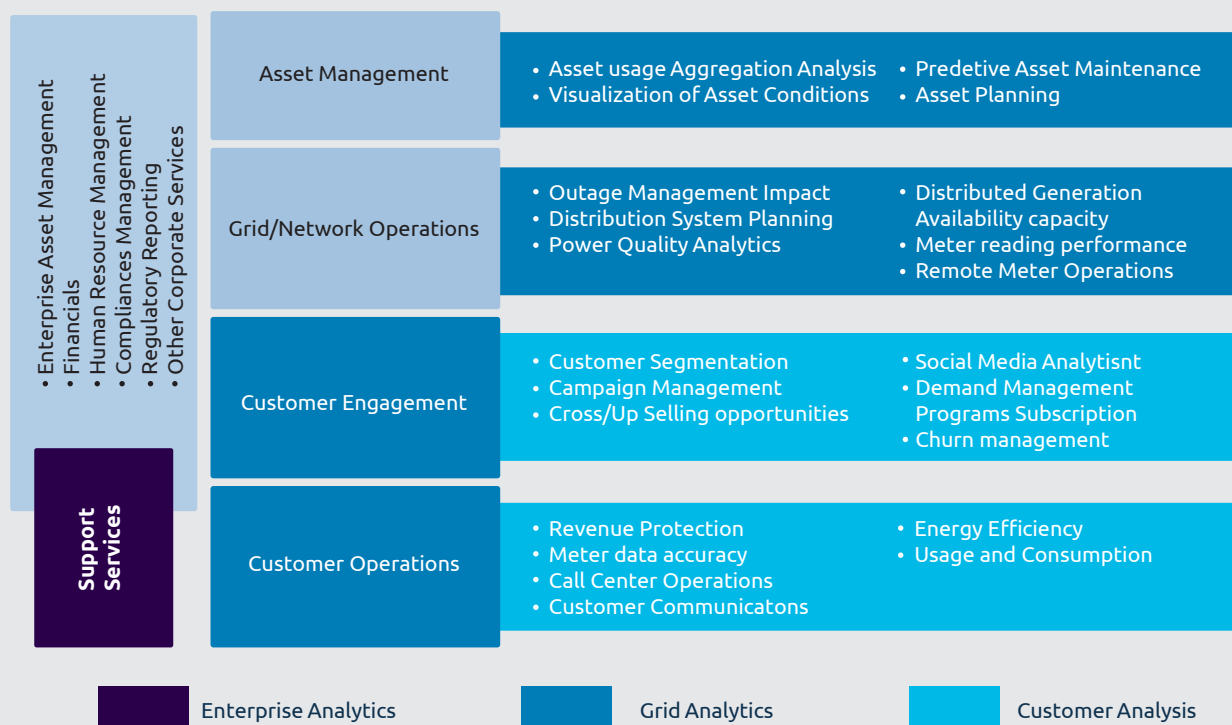 • Enterprise Asset Management
• Financials
• Human Resource Management
• Compliances Management
• Regulatory Reporting
• Other Corporate Services
Support
Services
Asset Management
• Asset usage Aggregation Analysis
• Visualization of Asset Conditions
• Predetive Asset Maintenance
• Asset Planning
Grid/Network Operations
• Outage Management Impact
• Distribution System Planning
• Power Quality Analytics
• Distributed Generation
Availability capacity
• Meter reading performance
• Remote Meter Operations
Customer Engagement
• Customer Segmentation
• Campaign Management
• Cross/Up Selling opportunities
• Social Media Analytisnt
• Demand Management
Programs Subscription
• Churn management
Customer Operations
• Revenue Protection
• Meter data accuracy
• Call Center Operations
• Customer Communicatons
• Energy Efficiency
• Usage and Consumption
Enterprise Analytics
Grid Analytics
Customer Analysis